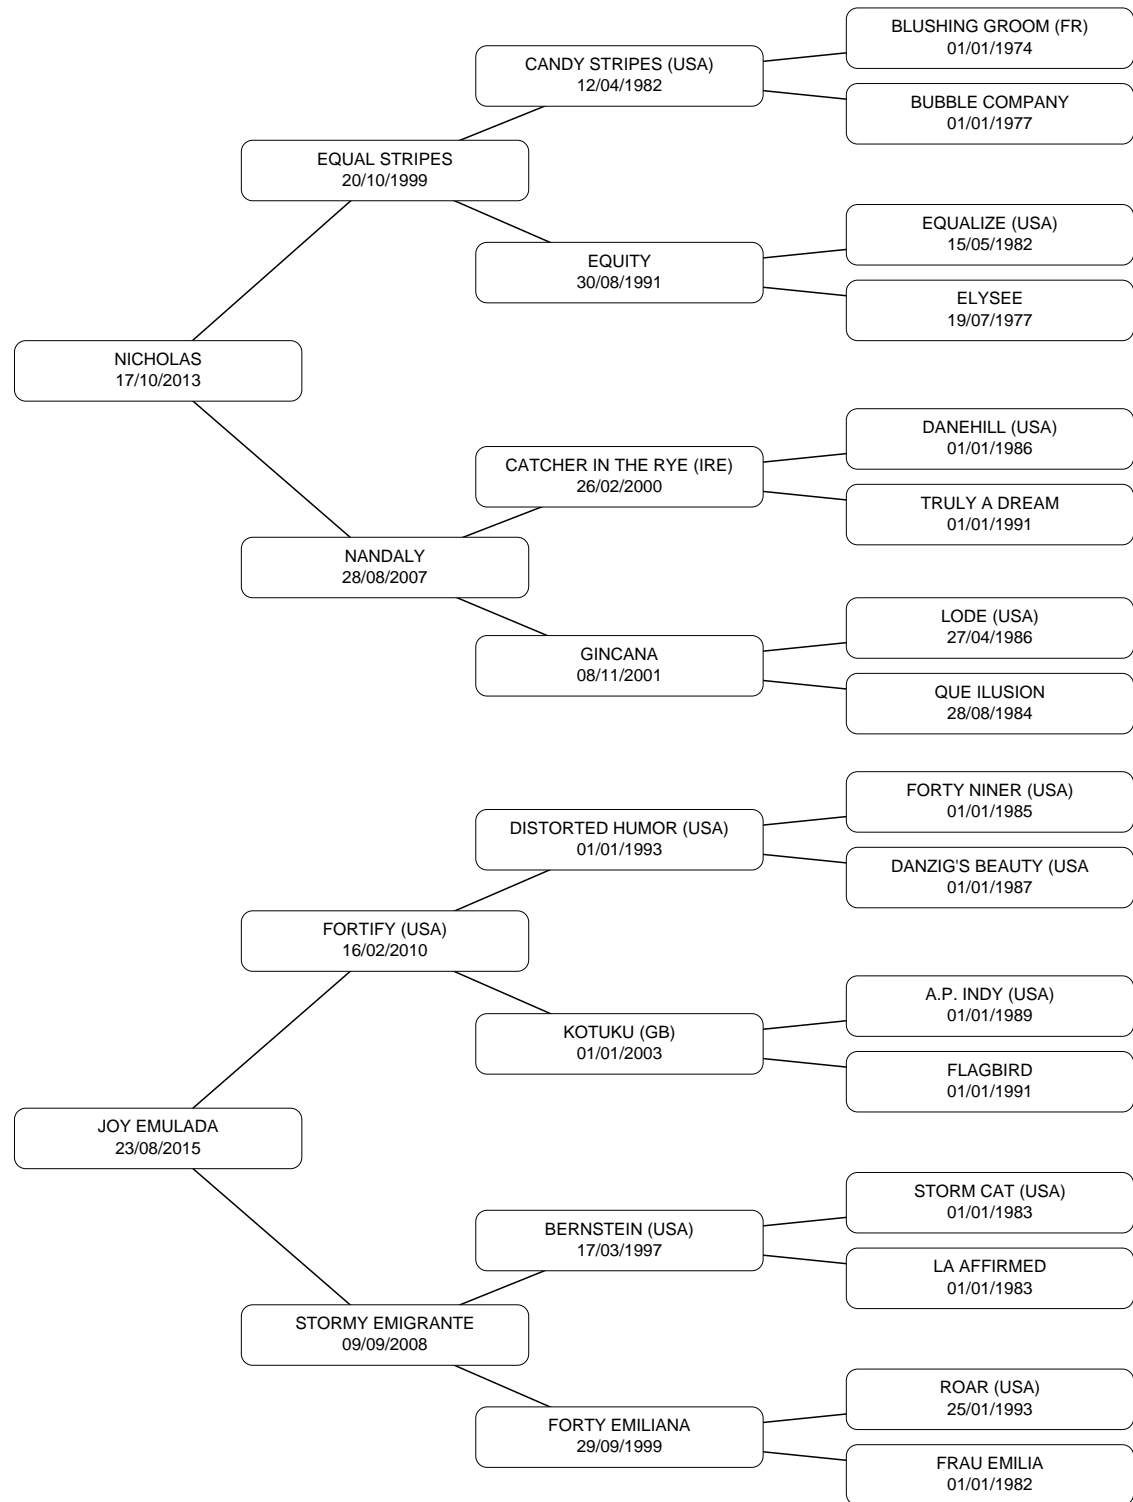 BLUSHING GROOM (FR)
01/01/1974
CANDY STRIPES (USA)
12/04/1982
BUBBLE COMPANY
01/01/1977
EQUAL STRIPES
20/10/1999
EQUALIZE (USA)
15/05/1982
EQUITY
30/08/1991
ELYSEE
19/07/1977
NICHOLAS
17/10/2013
DANEHILL (USA)
01/01/1986
CATCHER IN THE RYE (IRE)
26/02/2000
TRULY A DREAM
01/01/1991
NANDALY
28/08/2007
LODE (USA)
27/04/1986
GINCANA
08/11/2001
QUE ILUSION
28/08/1984
FORTY NINER (USA)
01/01/1985
DISTORTED HUMOR (USA)
01/01/1993
DANZIG'S BEAUTY (USA
01/01/1987
FORTIFY (USA)
16/02/2010
A.P. INDY (USA)
01/01/1989
KOTUKU (GB)
01/01/2003
FLAGBIRD
01/01/1991
JOY EMULADA
23/08/2015
STORM CAT (USA)
01/01/1983
BERNSTEIN (USA)
17/03/1997
LA AFFIRMED
01/01/1983
STORMY EMIGRANTE
09/09/2008
ROAR (USA)
25/01/1993
FORTY EMILIANA
29/09/1999
FRAU EMILIA
01/01/1982